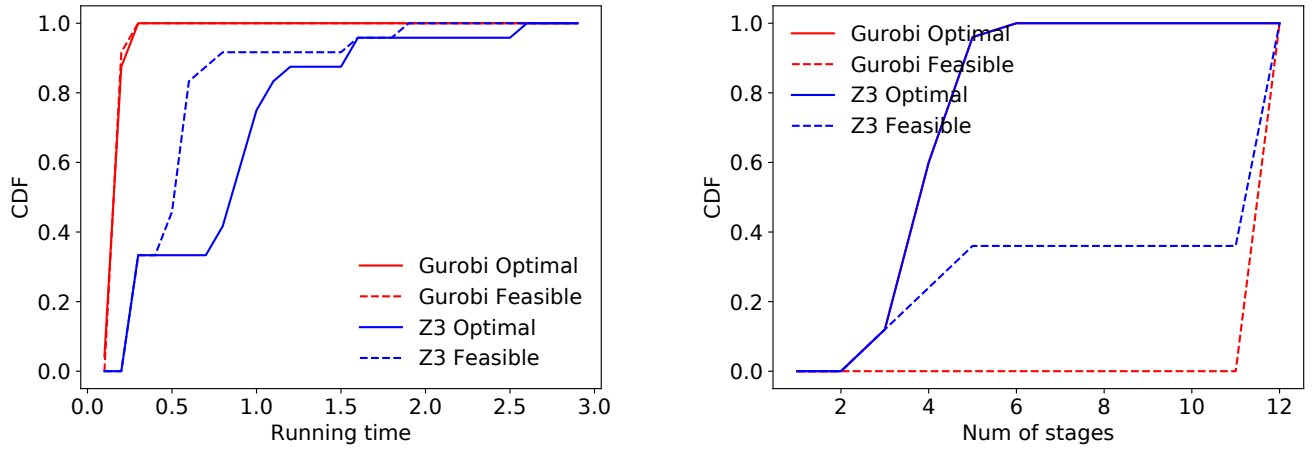 1.0
0.8
0.6
0.4
0.2
0.0
CDF
0.0 0.5 1.0 1.5 2.0 2.5 3.0
Running time
Gurobi Optimal
Gurobi Feasible
Z3 Optimal
Z3 Feasible
1.0
0.8
0.6
0.4
0.2
0.0
CDF
2 4 6 8 10 12
Num of stages
Gurobi Optimal
Gurobi Feasible
Z3 Optimal
Z3 Feasible